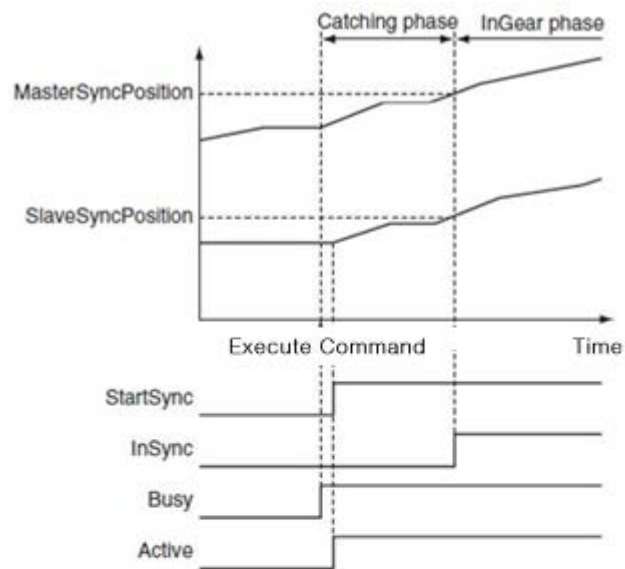 Catching phase InGear phase
MasterSyncPosition
SlaveSyncPosition
Execute Command Time
StartSync
InSync
Busy
Active